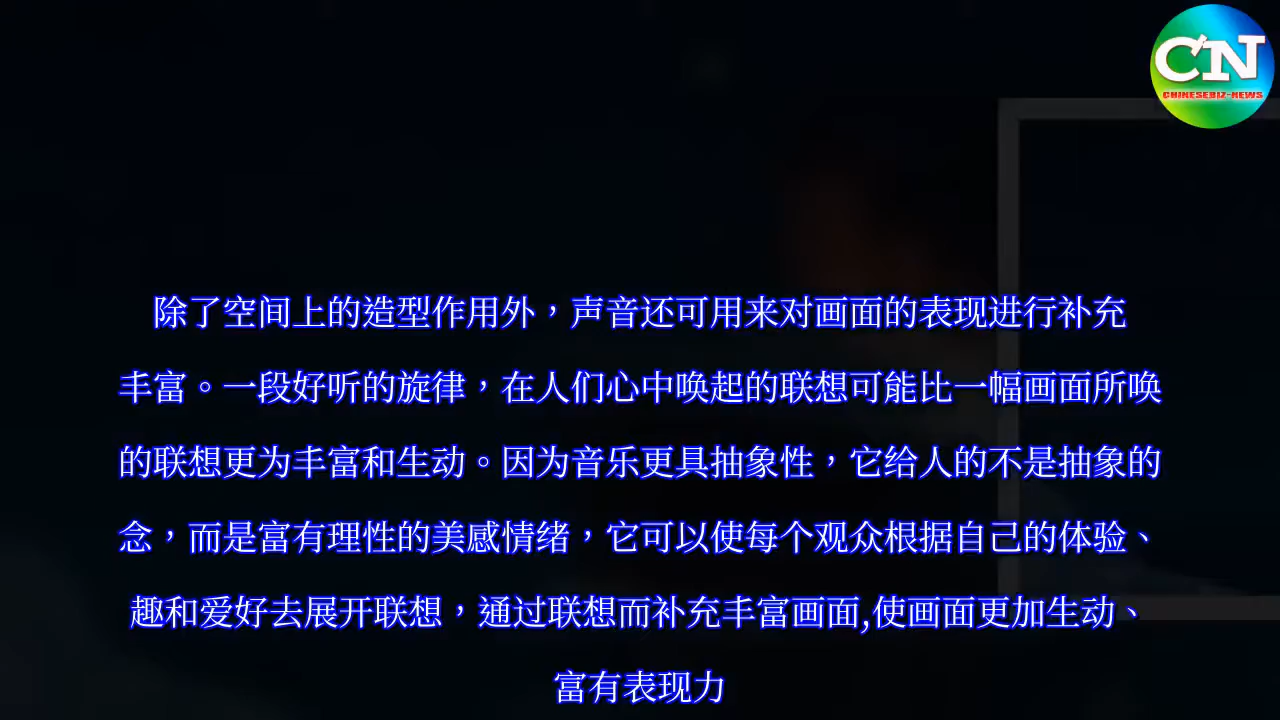 CN
CHINESEBIZ-NEWS
除了空间上的造型作用外，声音还可用来对画面的表现进行补充
丰富。一段好听的旋律，在人们心中唤起的联想可能比一幅画面所唤
的联想更为丰富和生动。因为音乐更具抽象性，它给人的不是抽象的
念，而是富有理性的美感情绪，它可以使每个观众根据自己的体验、
趣和爱好去展开联想，通过联想而补充丰富画面,使画面更加生动、
富有表现力